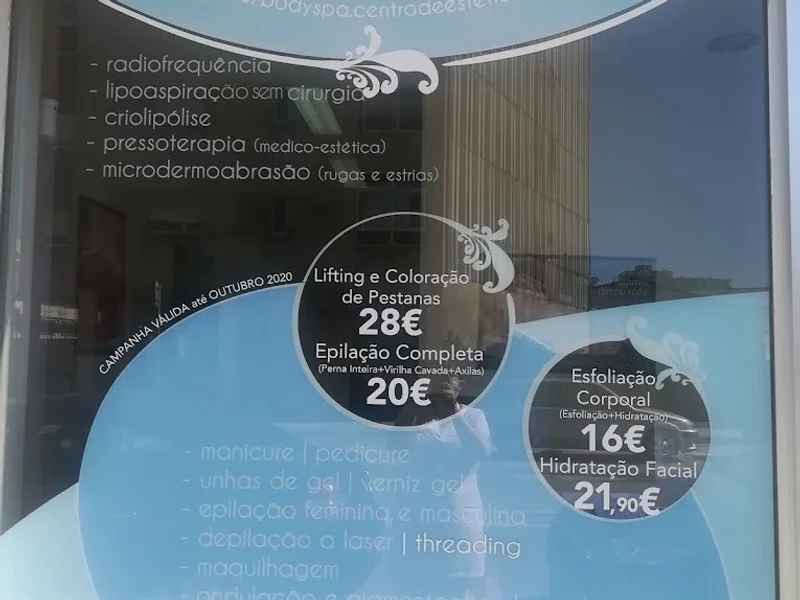 bodyspa.centrode
- radiofrequência
- lipoaspiração sem cirurgia
- criolipólise
- pressoterapia (medico-estética)
- microdermoabrasão (rugas e estrias)
CAMPANHA VÁLIDA até OUTUBRO 2020
Lifting e Coloração
de Pestanas
28€
Epilação Completa
(Perna Inteira+Virilha Cavada+Axilas)
20€
Esfoliação
Corporal
(Esfoliação+Hidratação)
16€
Hidratação Facial
21,90€
- manicure | pedicure
- unhas de gel | verniz gel
- epilação feminina e masculina
- depilação a laser | threading
- maquilhagem